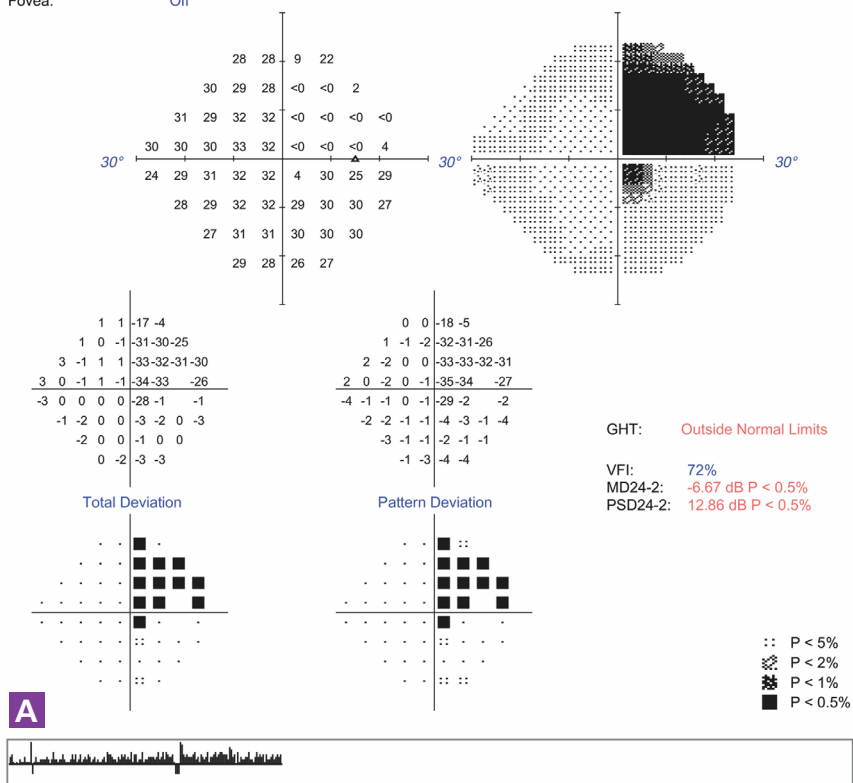 Fovea: Off
28 28 9 22
30 29 28 <0 <0 2
31 29 32 32 <0 <0 <0 <0
30 30 30 33 32 <0 <0 <0 4
30° 30° 30°
24 29 31 32 32 4 30 25 29
28 29 32 32 29 30 30 27
27 31 31 30 30 30
29 28 26 27
1 1 -17 -4
1 0 -1 -31 -30 -25
3 -1 1 1 -33 -32 -31 -30
3 0 -1 1 -1 -34 -33 -26
-3 0 0 0 0 -28 -1 -1
-1 -2 0 0 -3 -2 0 -3
-2 0 0 -1 0 0
0 -2 -3 -3
0 0 -18 -5
1 -1 -2 -32 -31 -26
2 -2 0 0 -33 -33 -32 -31
2 0 -2 0 -1 -35 -34 -27
-4 -1 -1 0 -1 -29 -2 -2
-2 -2 -1 -1 -4 -3 -1 -4
-3 -1 -1 -2 -1 -1
-1 -3 -4 -4
GHT: Outside Normal Limits
VFI: 72%
MD24-2: -6.67 dB P < 0.5%
PSD24-2: 12.86 dB P < 0.5%
Total Deviation
Pattern Deviation
P < 5%
P < 2%
P < 1%
P < 0.5%
A